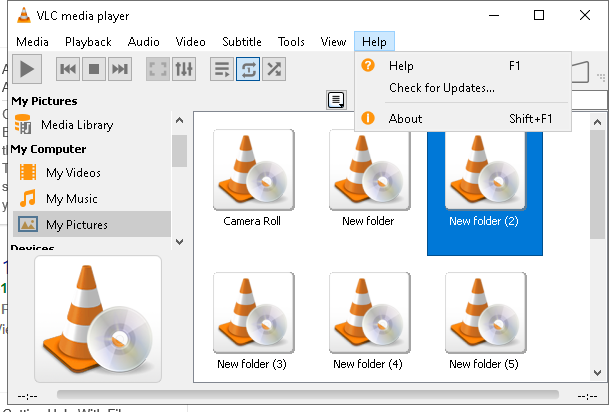 VLC media player
Media Playback Audio Video Subtitle Tools View Help
Help F1
Check for Updates...
About Shift+F1
My Pictures
Media Library
My Computer
My Videos
My Music
My Pictures
Devices
Camera Roll
New folder
New folder (2)
New folder (3)
New folder (4)
New folder (5)
--:--
--:--